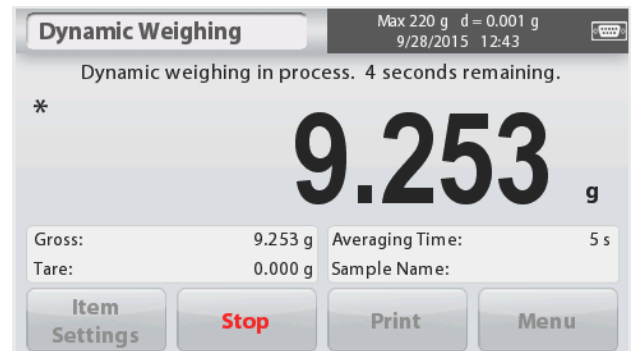 Dynamic Weighing
Max 220 g d = 0.001 g
9/28/2015 12:43
Dynamic weighing in process. 4 seconds remaining.
*
9.253 g
Gross: 9.253 g
Tare: 0.000 g
Averaging Time: 5 s
Sample Name:
Item
Settings
Stop
Print
Menu